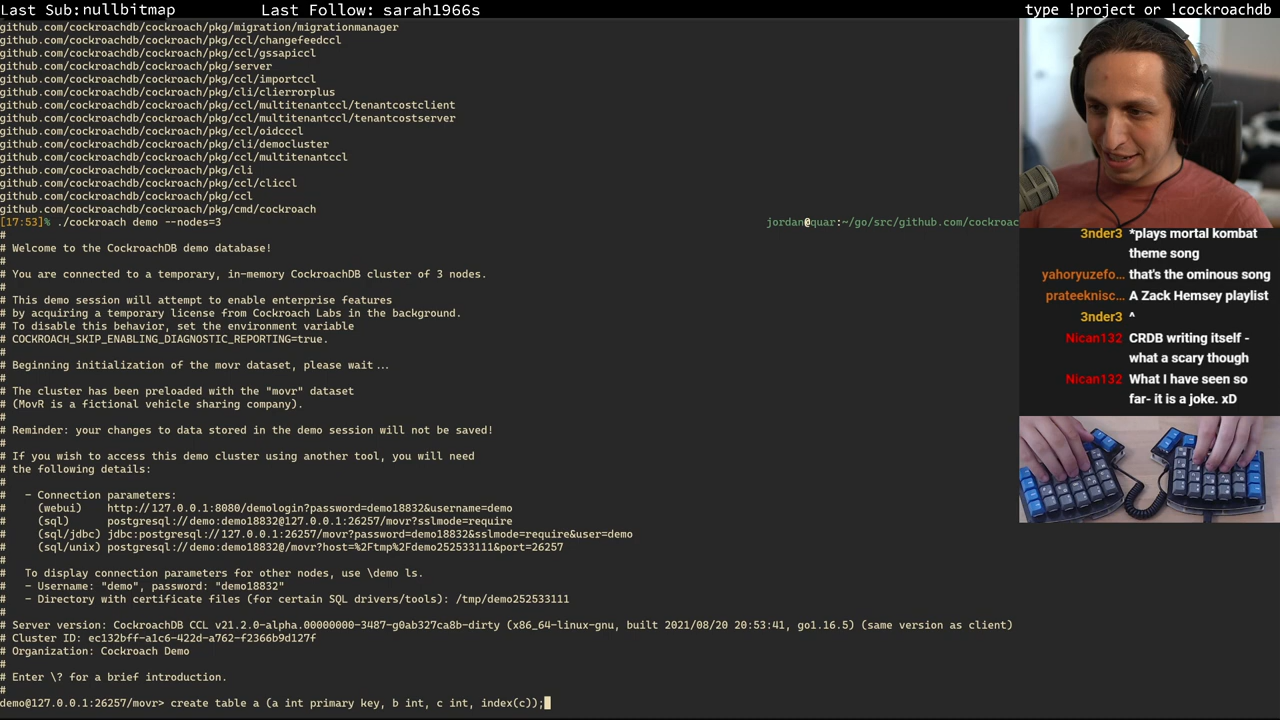 Last Sub:nullbitmap
Last Follow: sarah1966s
type !project or !cockroachdb
github.com/cockroachdb/cockroach/pkg/migration/migrationmanager
github.com/cockroachdb/cockroach/pkg/ccl/changefeedccl
github.com/cockroachdb/cockroach/pkg/ccl/gssapiccl
github.com/cockroachdb/cockroach/pkg/server
github.com/cockroachdb/cockroach/pkg/ccl/importccl
github.com/cockroachdb/cockroach/pkg/cli/clierrorplus
github.com/cockroachdb/cockroach/pkg/ccl/multitenantccl/tenantcostclient
github.com/cockroachdb/cockroach/pkg/ccl/multitenantccl/tenantcostserver
github.com/cockroachdb/cockroach/pkg/ccl/oidcccl
github.com/cockroachdb/cockroach/pkg/cli/democluster
github.com/cockroachdb/cockroach/pkg/ccl/multitenantccl
github.com/cockroachdb/cockroach/pkg/cli
github.com/cockroachdb/cockroach/pkg/ccl/cliccl
github.com/cockroachdb/cockroach/pkg/ccl
github.com/cockroachdb/cockroach/pkg/cmd/cockroach
[17:53]% ./cockroach demo --nodes=3 jordan@quar:~/go/src/github.com/cockroac
#
# Welcome to the CockroachDB demo database!
#
# You are connected to a temporary, in-memory CockroachDB cluster of 3 nodes.
#
# This demo session will attempt to enable enterprise features
# by acquiring a temporary license from Cockroach Labs in the background.
# To disable this behavior, set the environment variable
# COCKROACH_SKIP_ENABLING_DIAGNOSTIC_REPORTING=true.
#
# Beginning initialization of the movr dataset, please wait...
#
# The cluster has been preloaded with the "movr" dataset
# (MovR is a fictional vehicle sharing company).
#
# Reminder: your changes to data stored in the demo session will not be saved!
#
# If you wish to access this demo cluster using another tool, you will need
# the following details:
#
#   - Connection parameters:
#     (webui)    http://127.0.0.1:8080/demologin?password=demo18832&username=demo
#     (sql)      postgresql://demo:demo18832@127.0.0.1:26257/movr?sslmode=require
#     (sql/jdbc) jdbc:postgresql://127.0.0.1:26257/movr?password=demo18832&sslmode=require&user=demo
#     (sql/unix) postgresql://demo:demo18832@/movr?host=%2Ftmp%2Fdemo252533111&port=26257
#
#   To display connection parameters for other nodes, use \demo ls.
#   - Username: "demo", password: "demo18832"
#   - Directory with certificate files (for certain SQL drivers/tools): /tmp/demo252533111
#
# Server version: CockroachDB CCL v21.2.0-alpha.00000000-3487-g0ab327ca8b-dirty (x86_64-linux-gnu, built 2021/08/20 20:53:41, go1.16.5) (same version as client)
# Cluster ID: ec132bff-a1c6-422d-a762-f2366b9d127f
# Organization: Cockroach Demo
#
# Enter \? for a brief introduction.
#
demo@127.0.0.1:26257/movr> create table a (a int primary key, b int, c int, index(c));
3nder3 *plays mortal kombat
theme song
yahoryuzefo... that's the ominous song
prateeknisc... A Zack Hemsey playlist
3nder3 ^
Nican132 CRDB writing itself -
what a scary though
Nican132 What I have seen so
far- it is a joke. xD